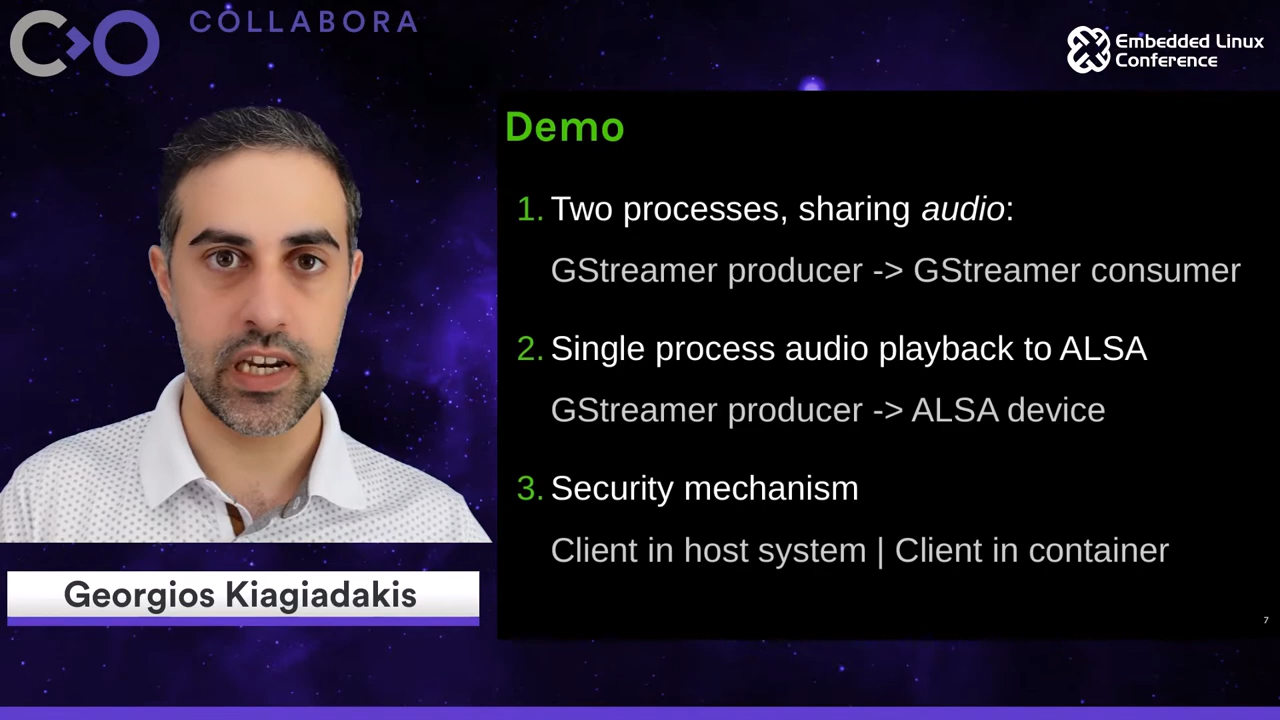 COLLABORA
Embedded Linux
Conference
Demo
1. Two processes, sharing audio:
GStreamer producer -> GStreamer consumer
2. Single process audio playback to ALSA
GStreamer producer -> ALSA device
3. Security mechanism
Client in host system | Client in container
Georgios Kiagiadakis
7